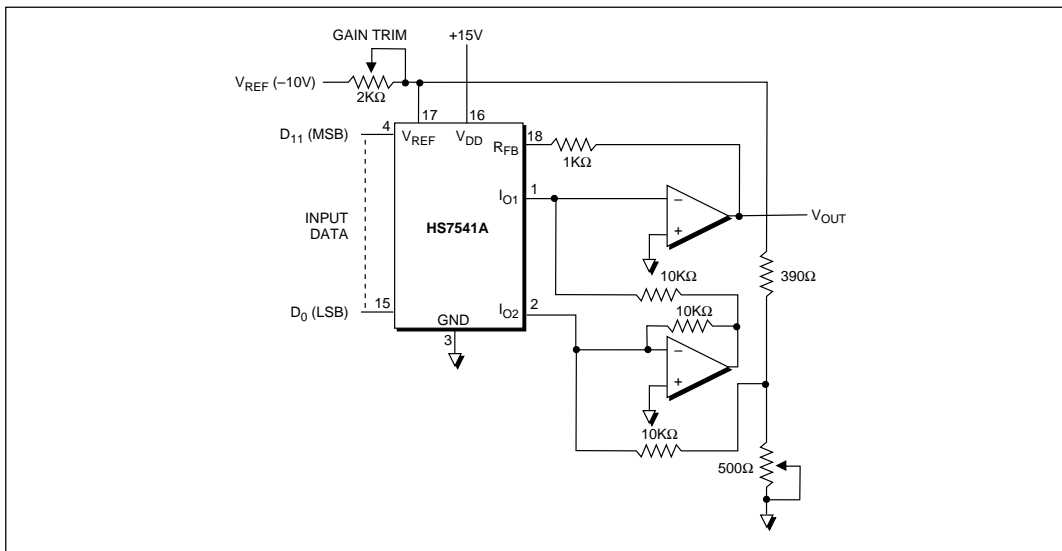 GAIN TRIM
+15V
VREF (–10V)
2KΩ
17
16
D11 (MSB)
4
VREF
VDD
18
RFB
1KΩ
1
IO1
–
+
VOUT
INPUT
DATA
HS7541A
10KΩ
390Ω
D0 (LSB)
15
2
IO2
10KΩ
GND
3
–
+
10KΩ
500Ω